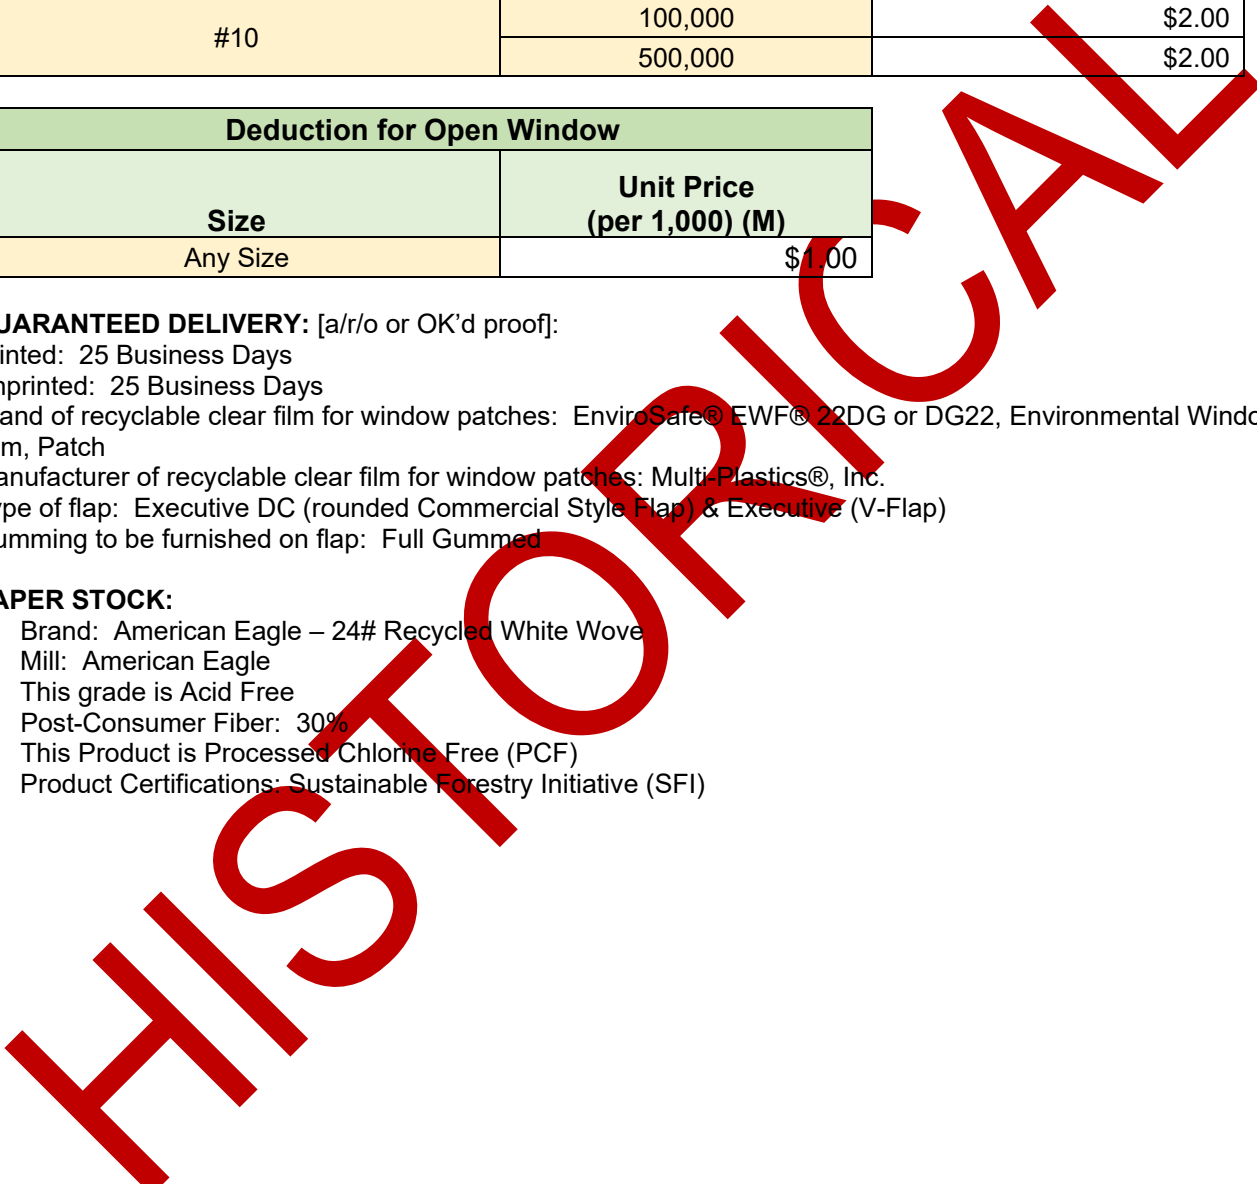 #10
100,000 $2.00
500,000 $2.00
Deduction for Open Window
Size
Unit Price
(per 1,000) (M)
Any Size $1.00
UARANTEED DELIVERY: [a/r/o or OK’d proof]:
inted: 25 Business Days
nprinted: 25 Business Days
and of recyclable clear film for window patches: EnviroSafe® EWF® 22DG or DG22, Environmental Windo
m, Patch
anufacturer of recyclable clear film for window patches: Multi-Plastics®, Inc.
ype of flap: Executive DC (rounded Commercial Style Flap) & Executive (V-Flap)
umming to be furnished on flap: Full Gummed
APER STOCK:
Brand: American Eagle – 24# Recycled White Wove
Mill: American Eagle
This grade is Acid Free
Post-Consumer Fiber: 30%
This Product is Processed Chlorine Free (PCF)
Product Certifications: Sustainable Forestry Initiative (SFI)
HISTORICAL